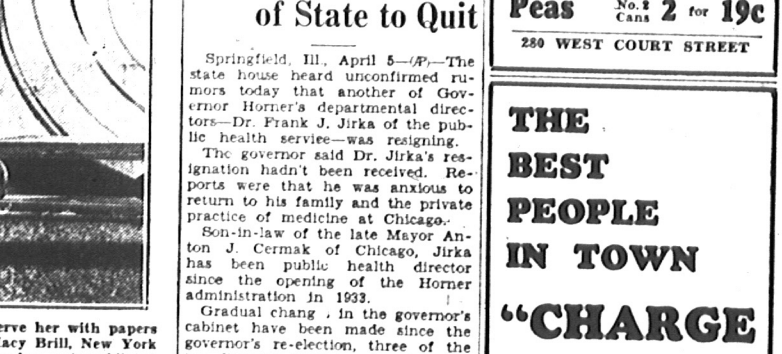 of State to Quit
Springfield, Ill., April 5—(AP)—The
state house heard unconfirmed ru-
mors today that another of Gov-
ernor Horner's departmental direc-
tors—Dr. Frank J. Jirka of the pub-
lic health service—was resigning.
The governor said Dr. Jirka's res-
ignation hadn't been received. Re-
ports were that he was anxious to
return to his family and the private
practice of medicine at Chicago.
Son-in-law of the late Mayor An-
ton J. Cermak of Chicago, Jirka
has been public health director
since the opening of the Horner
administration in 1933.
Gradual chang , in the governor's
cabinet have been made since the
governor's re-election, three of the
erve her with papers
acy Brill, New York
Peas No. 2 Cans 2 for 19c
280 WEST COURT STREET
THE
BEST
PEOPLE
IN TOWN
“CHARGE